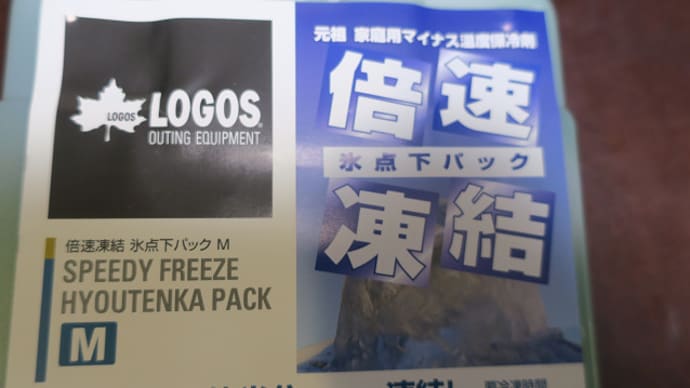 LOGOS
LOGOS
OUTING EQUIPMENT
倍速凍結 氷点下パック M
SPEEDY FREEZE
HYOUTENKA PACK
M
元祖 家庭用マイナス温度保冷剤
倍速
氷点下パック
凍結